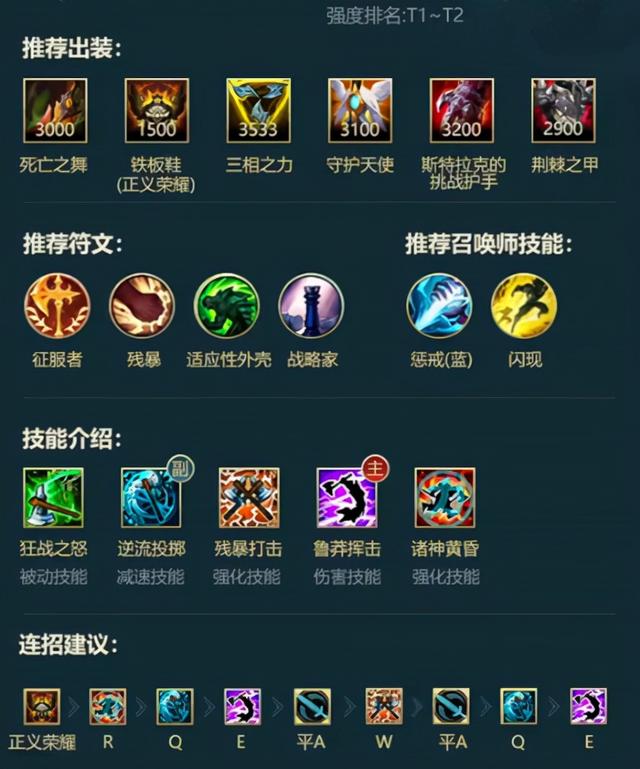 强度排名:T1~T2
推荐出装:
3000 1500 3533 3100 3200 2900
死亡之舞 铁板鞋 三相之力 守护天使 斯特拉克的 荆棘之甲
(正义荣耀) 挑战护手
推荐符文: 推荐召唤师技能:
征服者 残暴 适应性外壳 战略家 惩戒(蓝) 闪现
技能介绍:
副 主
狂战之怒 逆流投掷 残暴打击 鲁莽挥击 诸神黄昏
被动技能 减速技能 强化技能 伤害技能 强化技能
连招建议:
正义荣耀 R Q E 平A W 平A Q E